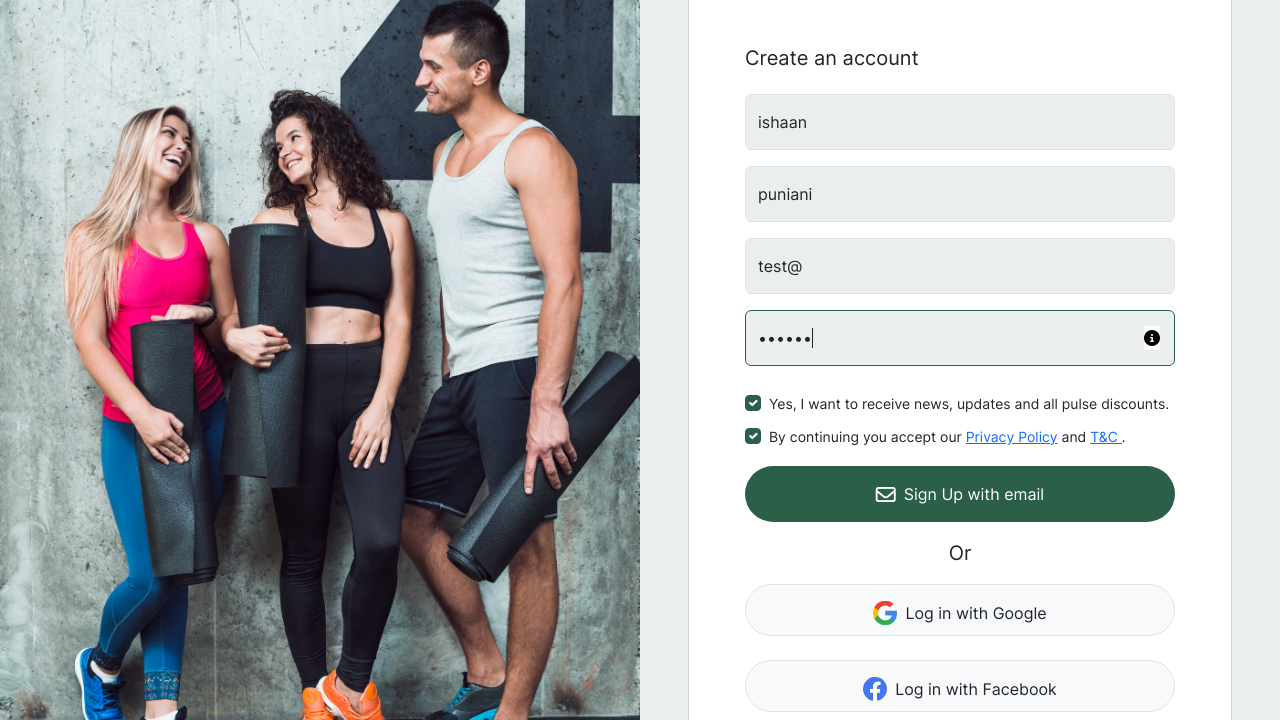 4
Create an account
ishaan
puniani
test@
••••••
Yes, I want to receive news, updates and all pulse discounts.
By continuing you accept our Privacy Policy and T&C .
Sign Up with email
Or
Log in with Google
Log in with Facebook